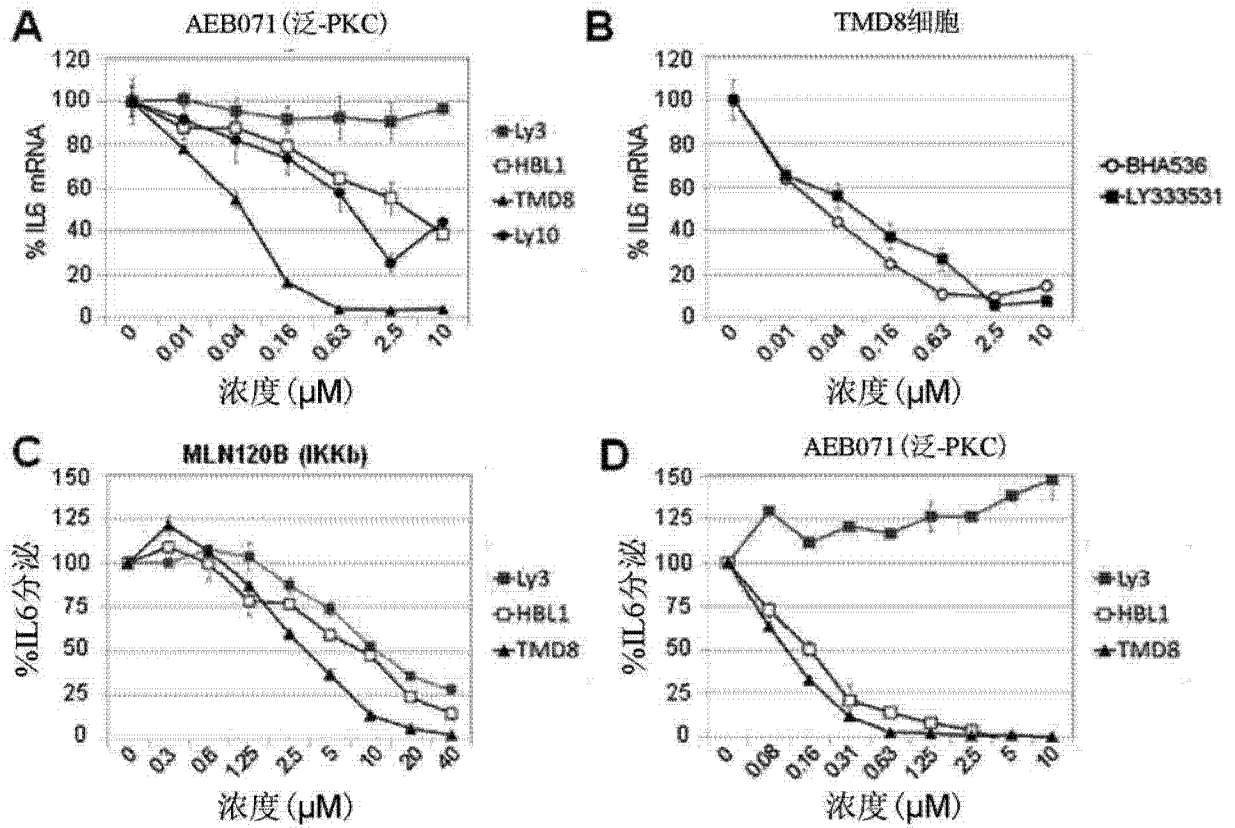 A
AEB071(泛-PKC)
% IL6 mRNA
120
100
80
60
40
20
0
0
0.01
0.04
0.16
0.63
2.5
10
浓度(µM)
Ly3
HBL1
TMD8
Ly10
B
TMD8细胞
% IL6 mRNA
120
100
80
60
40
20
0
0
0.01
0.04
0.16
0.63
2.5
10
浓度(µM)
BHA536
LY333531
C
MLN120B (IKKb)
%IL6分泌
150
125
100
75
50
25
0
0
0.3
0.6
1.25
2.5
5
10
20
40
浓度(µM)
Ly3
HBL1
TMD8
D
AEB071(泛-PKC)
%IL6分泌
150
125
100
75
50
25
0
0
0.08
0.16
0.31
0.63
1.25
2.5
5
10
浓度(µM)
Ly3
HBL1
TMD8